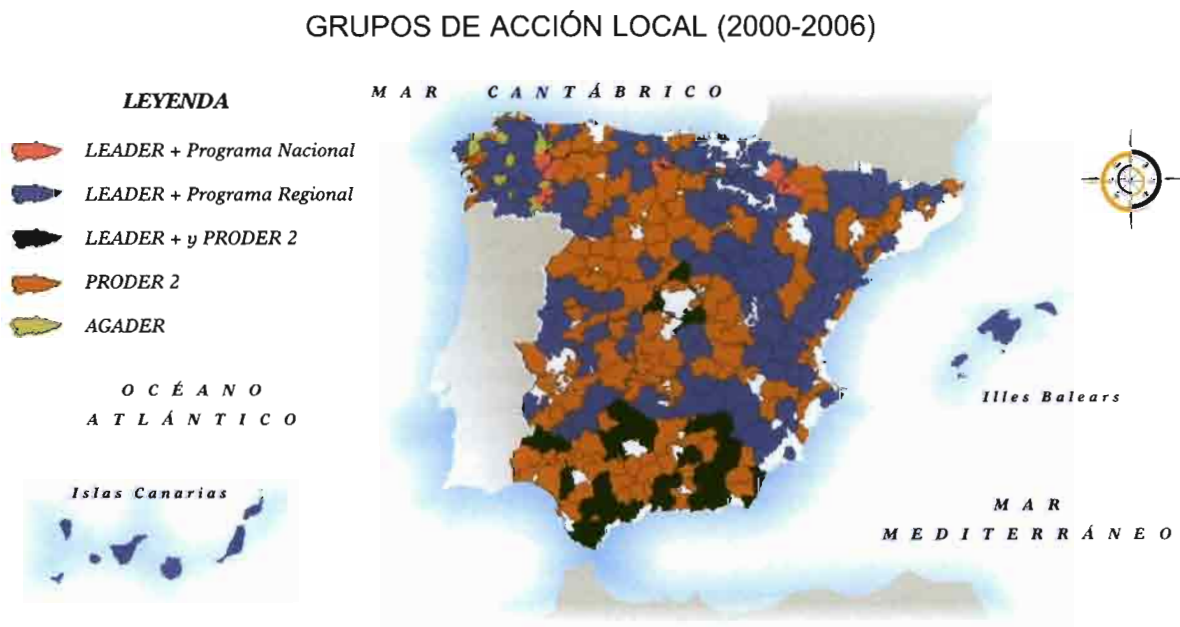 GRUPOS DE ACCIÓN LOCAL (2000-2006)
MAR CANTÁBRICO
LEYENDA
LEADER + Programa Nacional
LEADER + Programa Regional
LEADER + y PRODER 2
PRODER 2
AGADER
OCÉANO
ATLÁNTICO
Illes Balears
Islas Canarias
MAR
MEDITERRÁNEO